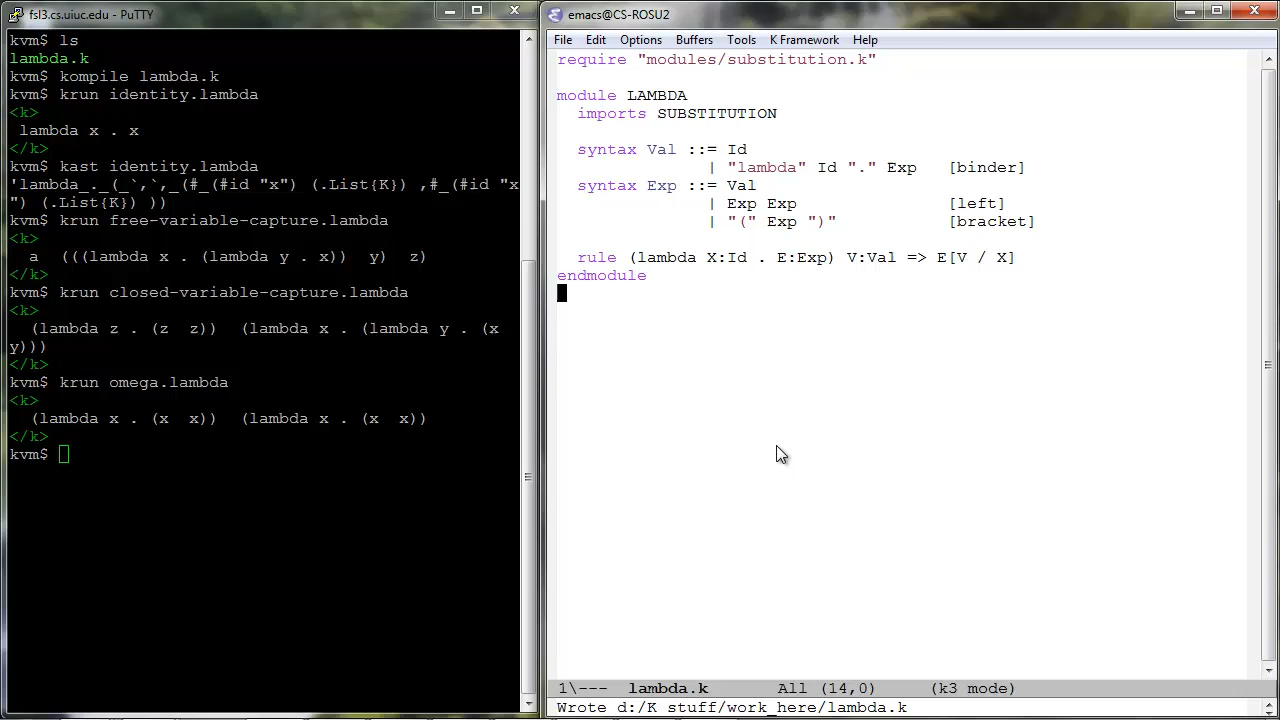 fsl3.cs.uiuc.edu - PuTTY
kvm$ ls
lambda.k
kvm$ kompile lambda.k
kvm$ krun identity.lambda
<k>
 lambda x . x
</k>
kvm$ kast identity.lambda
'lambda_._(_`,`,_(#_(#id "x") (.List{K}) ,#_(#id "x
") (.List{K}) ))
kvm$ krun free-variable-capture.lambda
<k>
  a  (((lambda x . (lambda y . x))  y)  z)
</k>
kvm$ krun closed-variable-capture.lambda
<k>
  (lambda z . (z  z))  (lambda x . (lambda y . (x
y)))
</k>
kvm$ krun omega.lambda
<k>
  (lambda x . (x  x))  (lambda x . (x  x))
</k>
kvm$
emacs@CS-ROSU2
File Edit Options Buffers Tools K Framework Help
require "modules/substitution.k"
module LAMBDA
  imports SUBSTITUTION
  syntax Val ::= Id
               | "lambda" Id "." Exp   [binder]
  syntax Exp ::= Val
               | Exp Exp               [left]
               | "(" Exp ")"           [bracket]
  rule (lambda X:Id . E:Exp) V:Val => E[V / X]
endmodule
1\---  lambda.k       All (14,0)     (k3 mode)
Wrote d:/K stuff/work_here/lambda.k